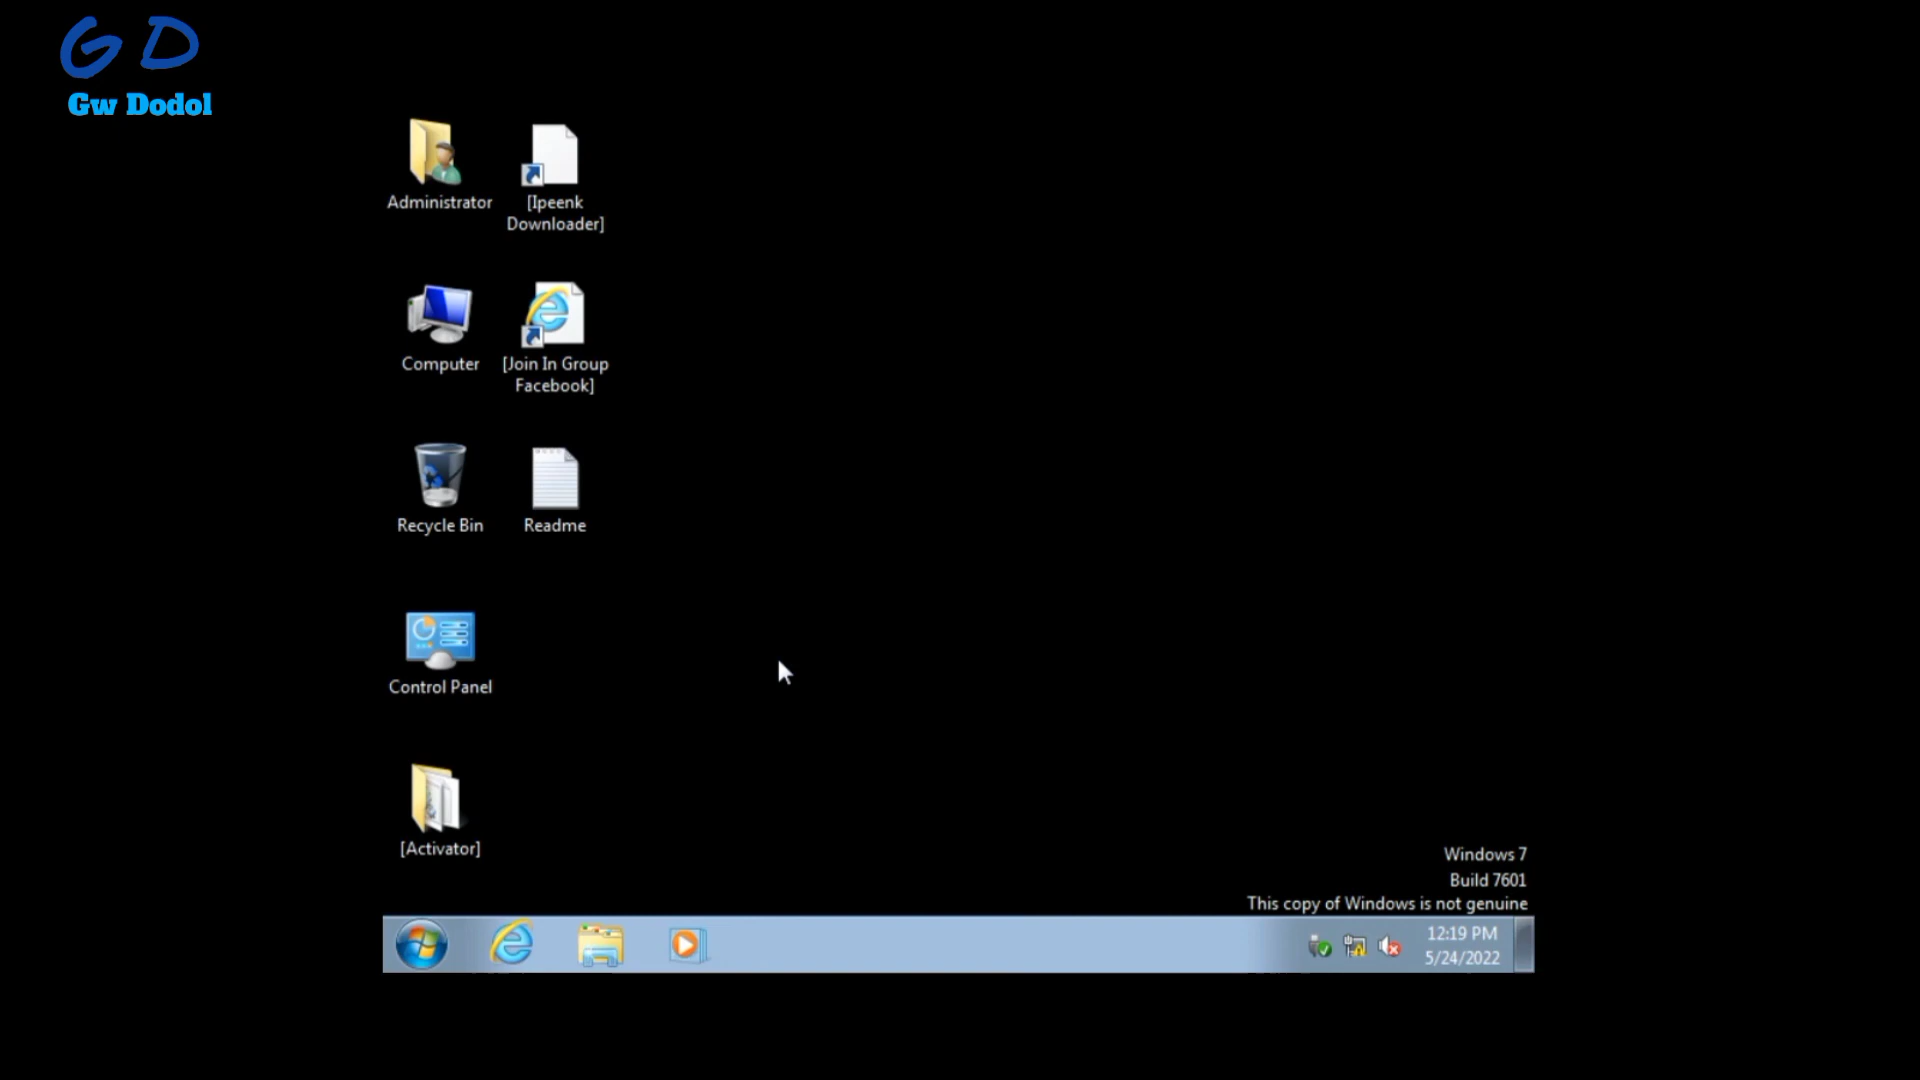 G D
Gw Dodol
Administrator
[Ipeenk
Downloader]
Computer
[Join In Group
Facebook]
Recycle Bin
Readme
Control Panel
[Activator]
Windows 7
Build 7601
This copy of Windows is not genuine
12:19 PM
5/24/2022